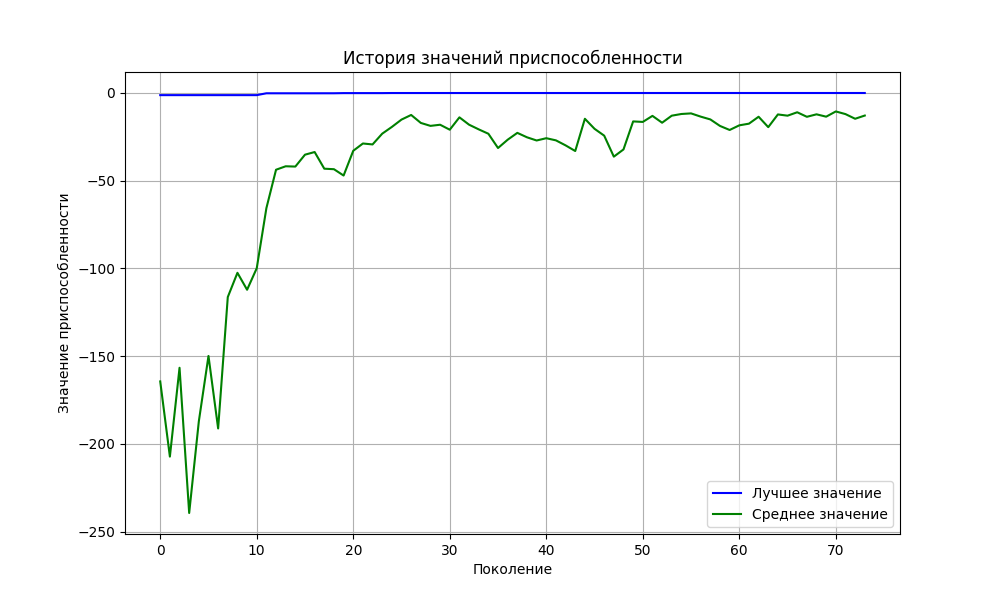 История значений приспособленности
Значение приспособленности
0
−50
−100
−150
−200
−250
0 10 20 30 40 50 60 70
Поколение
Лучшее значение
Среднее значение